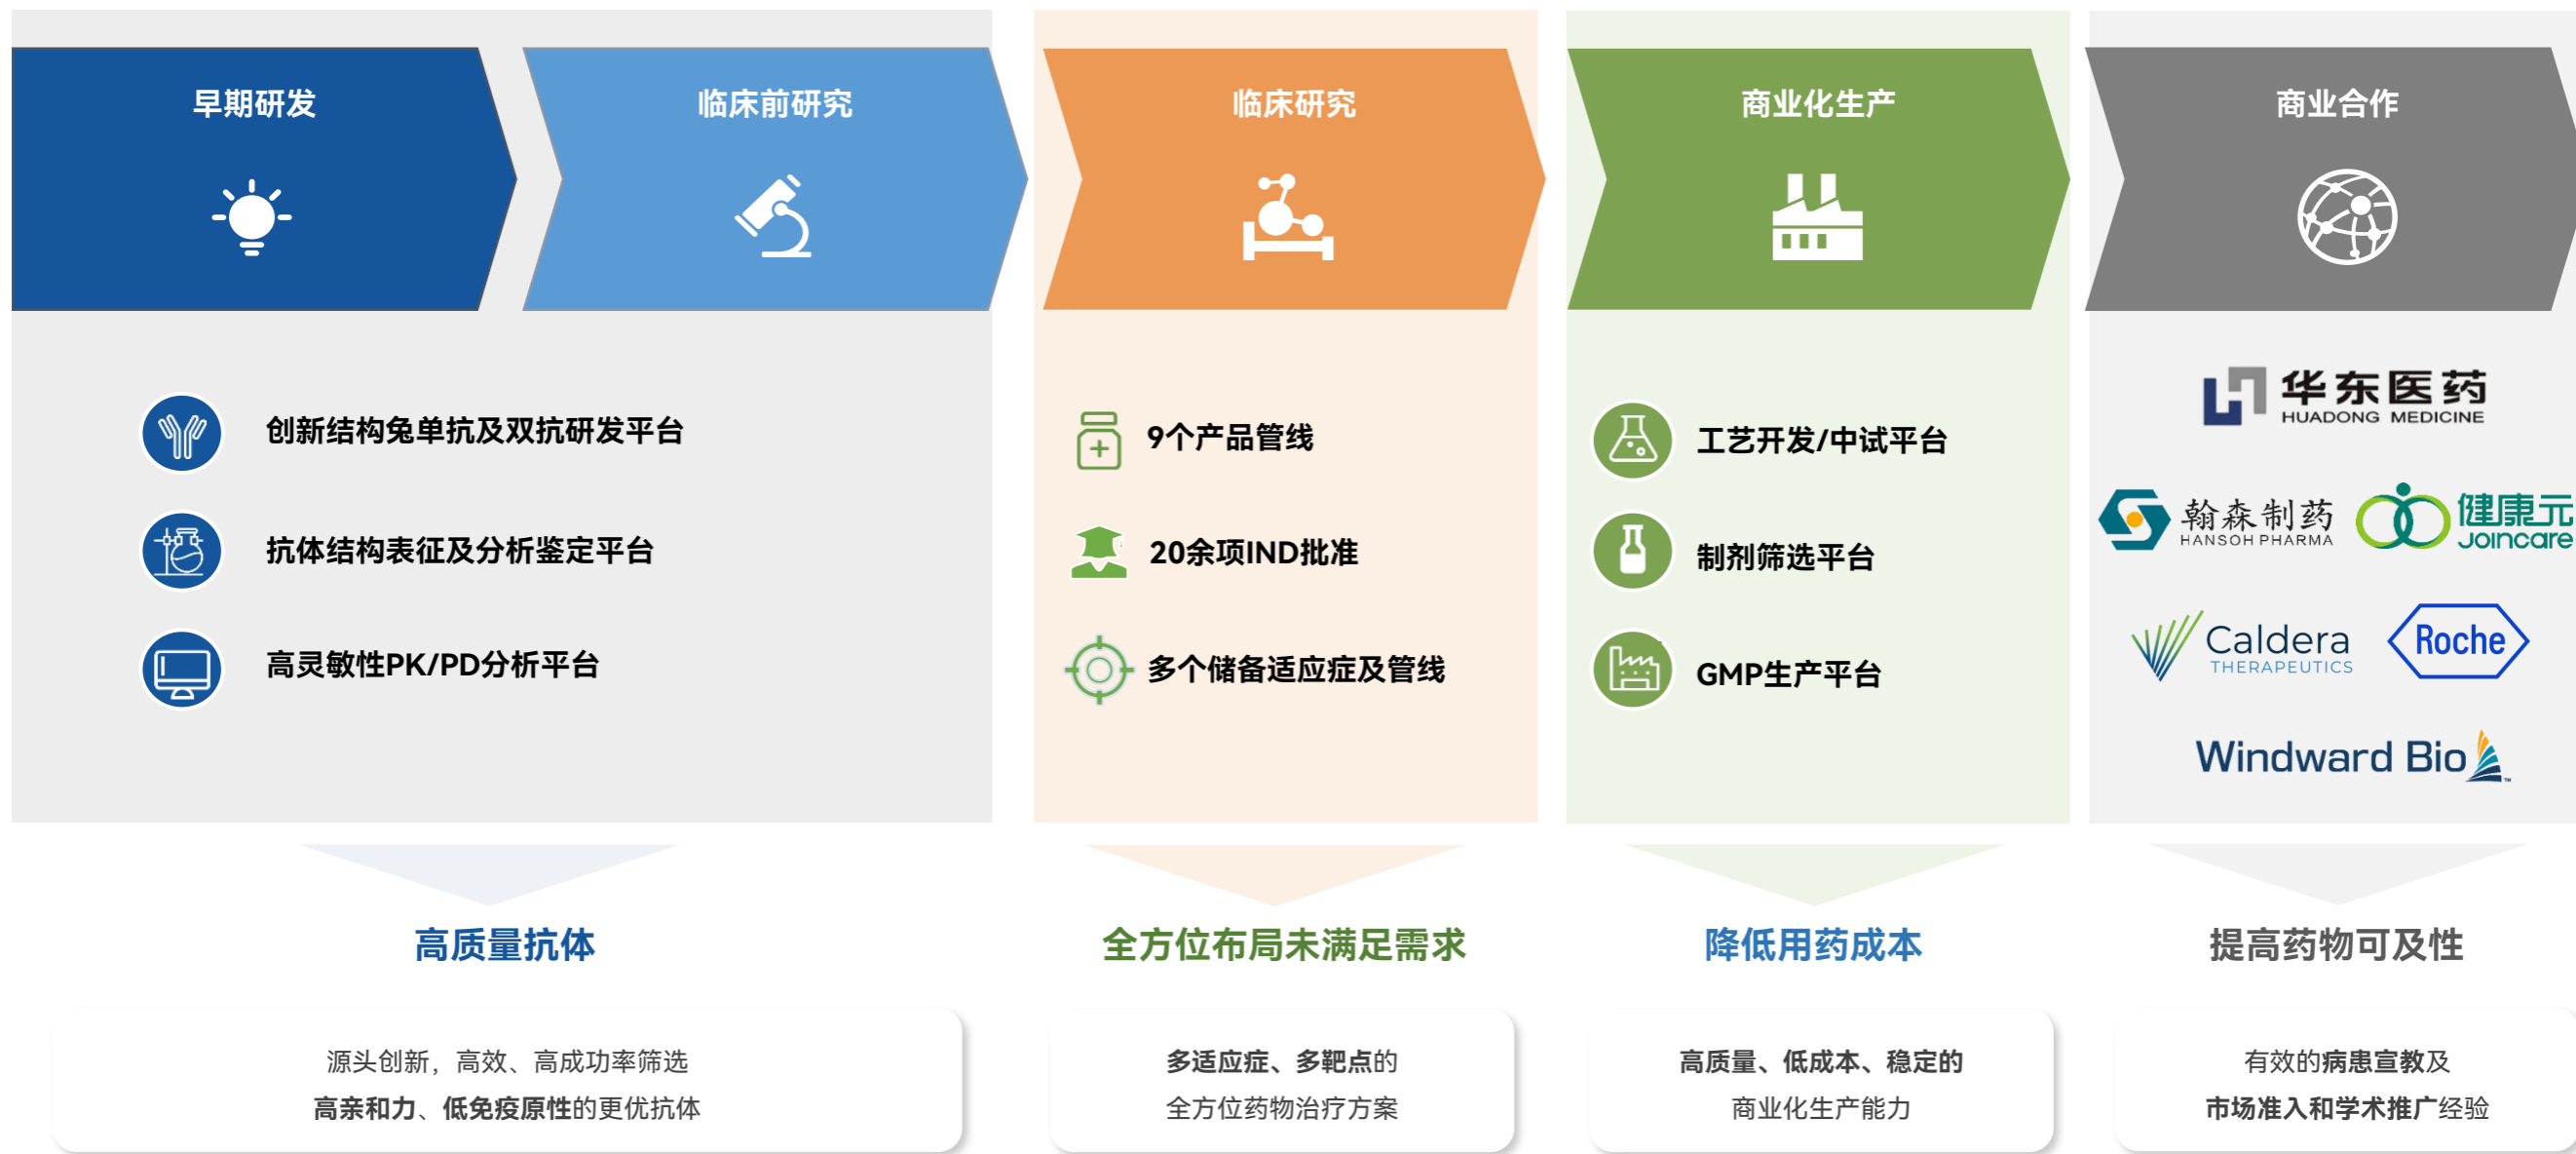 早期研发
临床前研究
临床研究
商业化生产
商业合作
创新结构兔单抗及双抗研发平台
抗体结构表征及分析鉴定平台
高灵敏性PK/PD分析平台
9个产品管线
20余项IND批准
多个储备适应症及管线
工艺开发/中试平台
制剂筛选平台
GMP生产平台
华东医药
HUADONG MEDICINE
翰森制药
HANSOH PHARMA
健康元
Joincare
Caldera
THERAPEUTICS
Roche
Windward Bio
高质量抗体
全方位布局未满足需求
降低用药成本
提高药物可及性
源头创新，高效、高成功率筛选
高亲和力、低免疫原性的更优抗体
多适应症、多靶点的
全方位药物治疗方案
高质量、低成本、稳定的
商业化生产能力
有效的病患宣教及
市场准入和学术推广经验